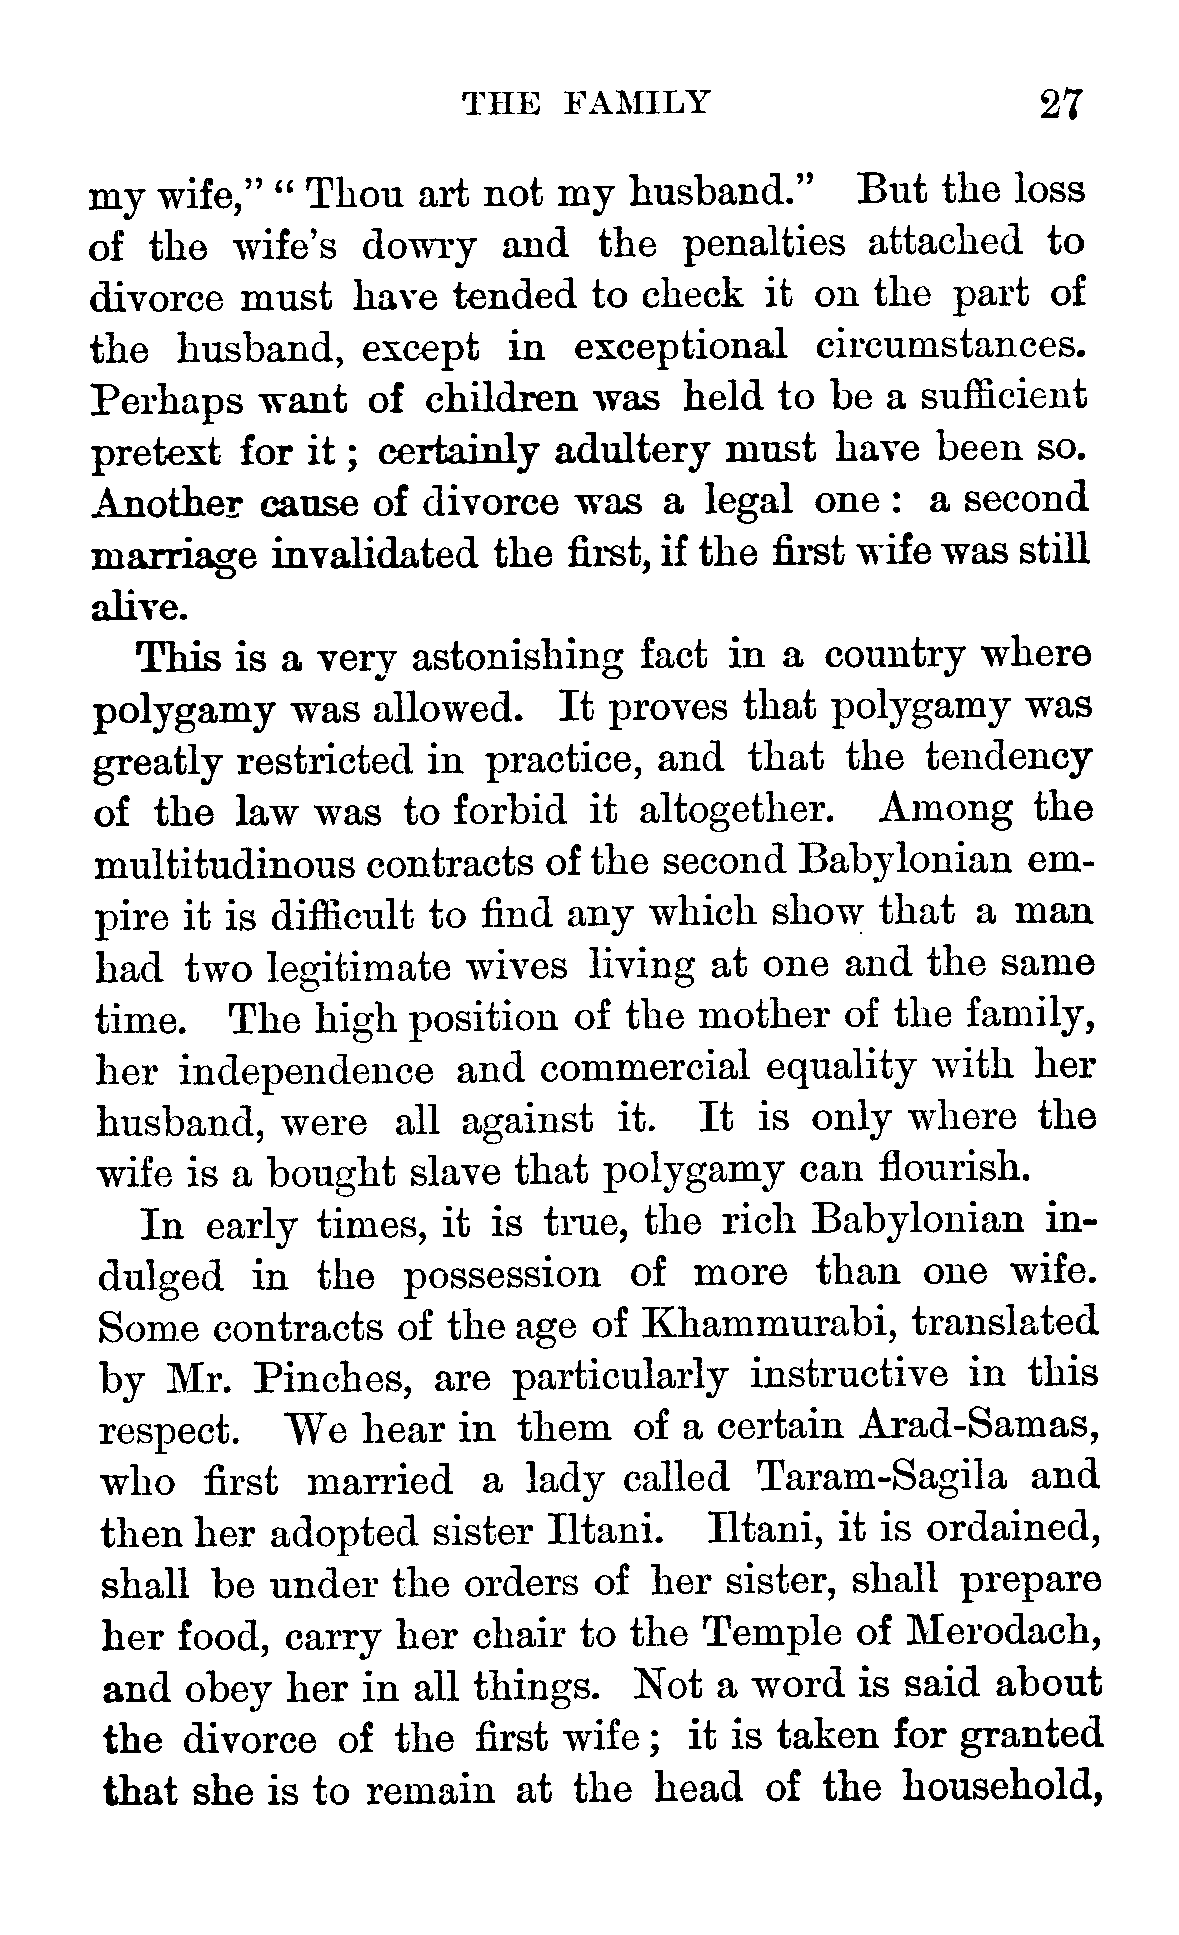 THE FAMILY 27
my wife,” “ Thou art not my husband.” But the loss
of the wife’s dowry and the penalties attached to
divorce must have tended to check it on the part of
the husband, except in exceptional circumstances.
Perhaps want of children was held to be a sufficient
pretext for it ; certainly adultery must have been so.
Another cause of divorce was a legal one : a second
marriage invalidated the first, if the first wife was still
alive.
This is a very astonishing fact in a country where
polygamy was allowed. It proves that polygamy was
greatly restricted in practice, and that the tendency
of the law was to forbid it altogether. Among the
multitudinous contracts of the second Babylonian em-
pire it is difficult to find any which show that a man
had two legitimate wives living at one and the same
time. The high position of the mother of the family,
her independence and commercial equality with her
husband, were all against it. It is only where the
wife is a bought slave that polygamy can flourish.
In early times, it is true, the rich Babylonian in-
dulged in the possession of more than one wife.
Some contracts of the age of Khammurabi, translated
by Mr. Pinches, are particularly instructive in this
respect. We hear in them of a certain Arad-Samas,
who first married a lady called Taram-Sagila and
then her adopted sister Iltani. Iltani, it is ordained,
shall be under the orders of her sister, shall prepare
her food, carry her chair to the Temple of Merodach,
and obey her in all things. Not a word is said about
the divorce of the first wife ; it is taken for granted
that she is to remain at the head of the household,